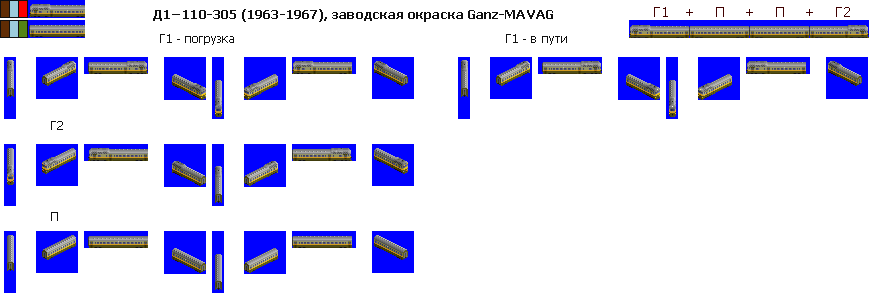 Д1-110-305 (1963-1967), заводская окраска Ganz-MAVAG
Г1 + П + П + Г2
Г1 - погрузка
Г1 - в пути
Г2
П